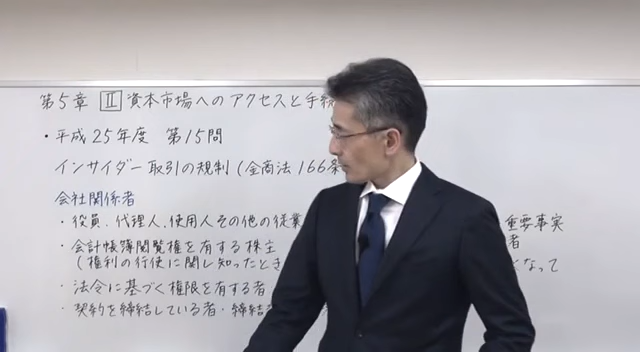 第5章 Ⅱ 資本市場へのアクセスと手続
・平成25年度 第15問
インサイダー取引の規制(金商法166条
会社関係者
・役員、代理人、使用人その他の従業 重要事実
・会計帳簿閲覧権を有する株主 者
(権利の行使に関し知ったとき なって
・法令に基づく権限を有する者
・契約を締結している者・締結